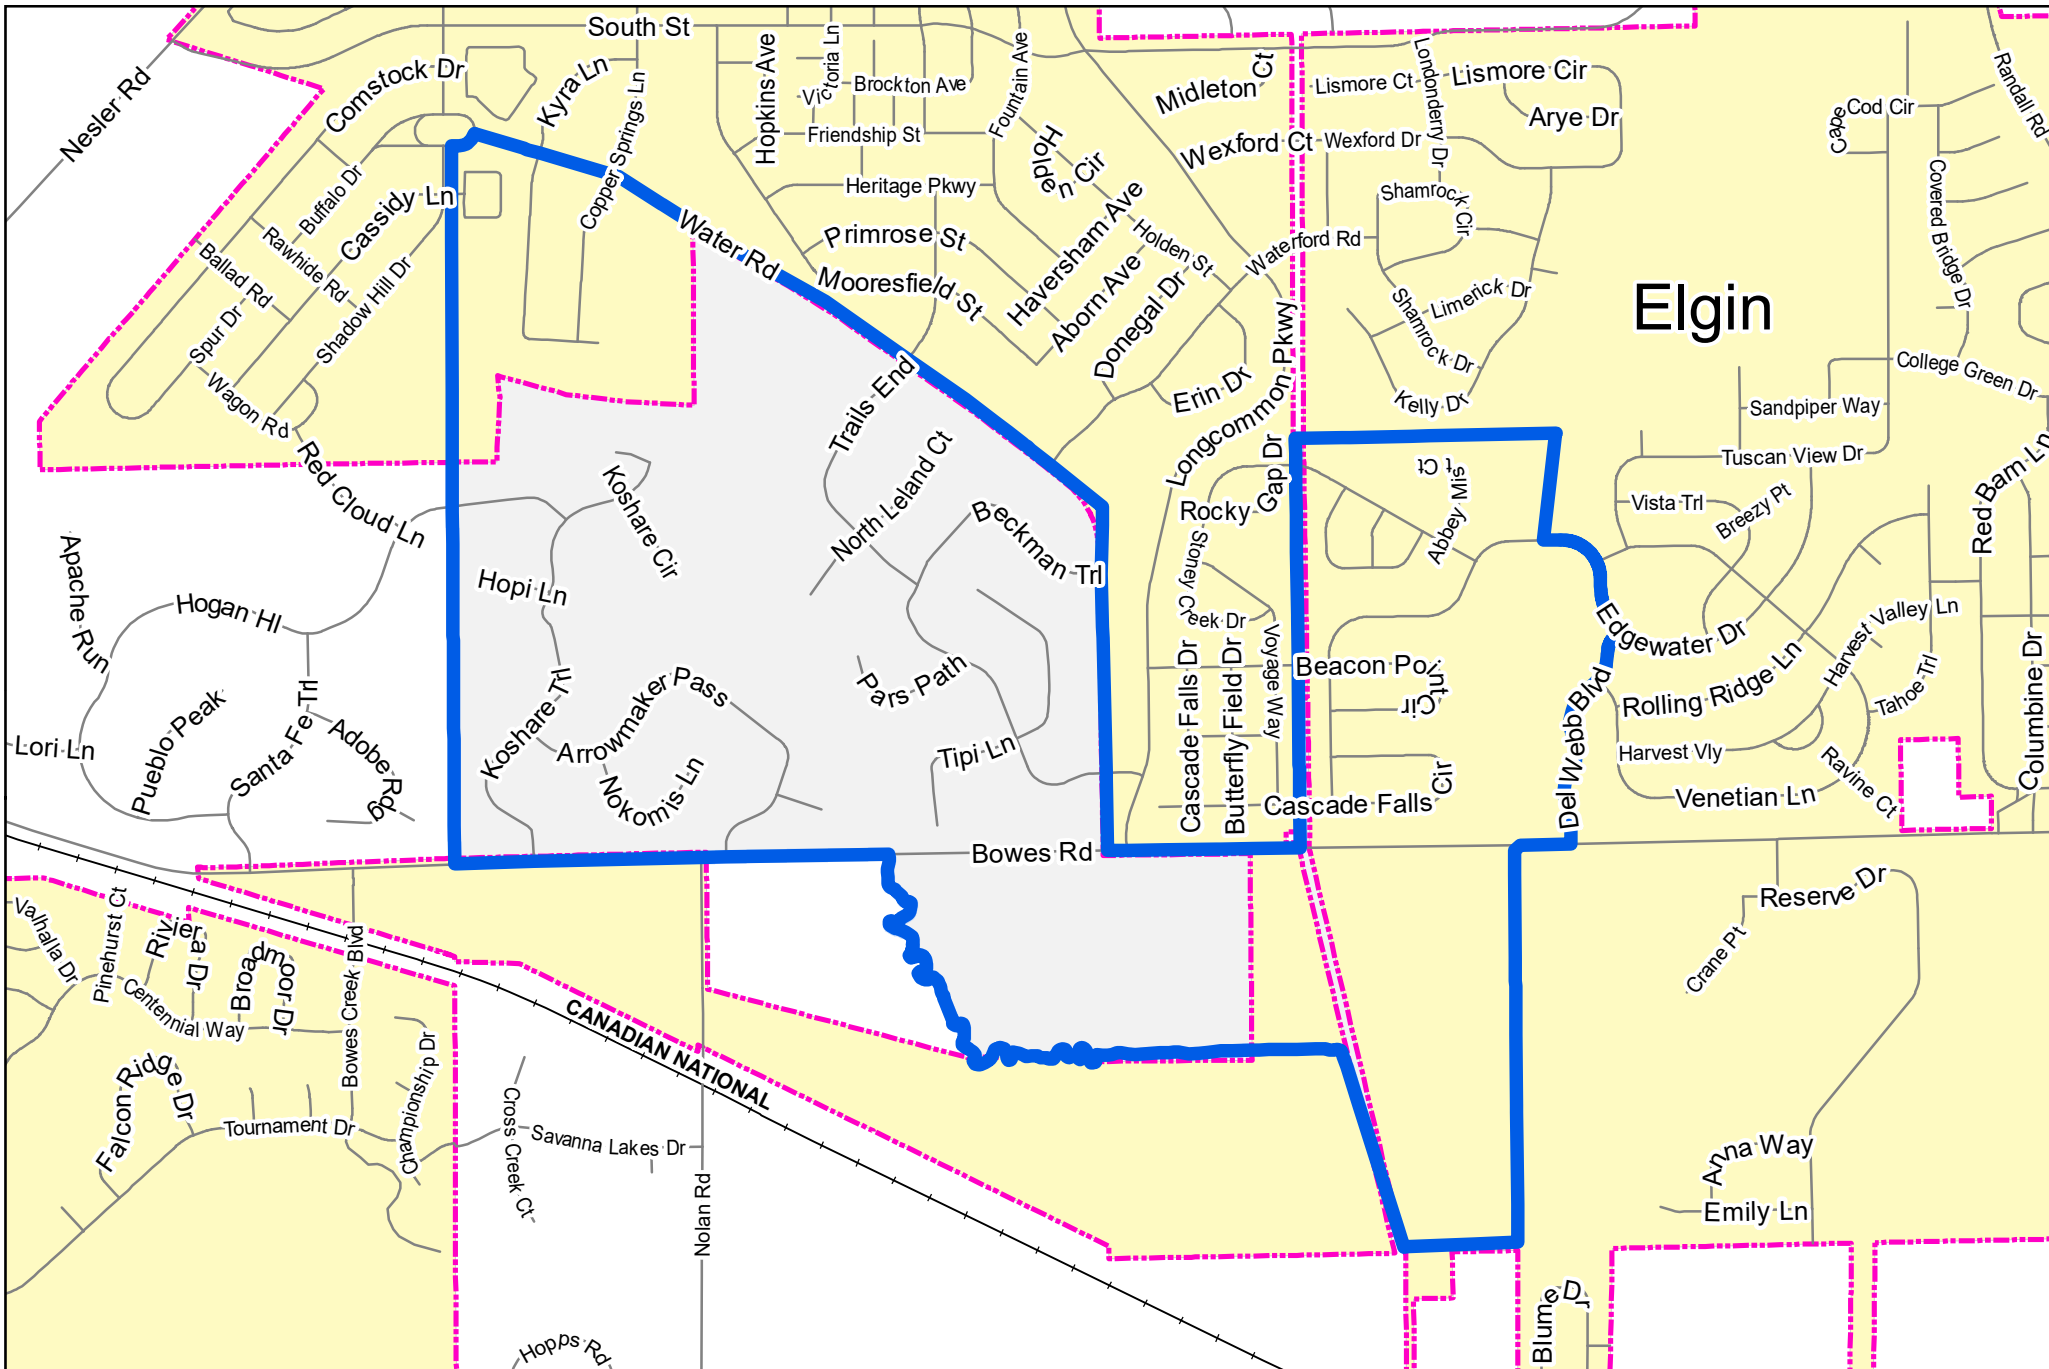 South St
Nesler Rd
Comstock Dr
Kyra Ln
Copper Springs Ln
Hopkins Ave
Victoria Ln
Brockton Ave
Fountain Ave
Friendship St
Holden Cir
Heritage Pkwy
Midleton Ct
Lismore Ct
Londonderry Dr
Lismore Cir
Arye Dr
Wexford Ct
Wexford Dr
Cape Cod Cir
Randall Rd
Covered Bridge Dr
Buffalo Dr
Cassidy Ln
Rawhide Rd
Ballad Rd
Spur Dr
Shadow Hill Dr
Wagon Rd
Water Rd
Primrose St
Mooresfield St
Haversham Ave
Holden St
Aborn Ave
Donegal Dr
Waterford Rd
Shamrock Cir
Limerick Dr
Shamrock Dr
Kelly Dr
Elgin
College Green Dr
Sandpiper Way
Tuscan View Dr
Erin Dr
Longcommon Pkwy
Trails End
North Leland Ct
Red Cloud Ln
Koshare Cir
Beckman Trl
Rocky Gap Dr
Abbey Mist Ct
Vista Trl
Breezy Pt
Red Barn Ln
Apache Run
Hogan Hl
Hopi Ln
Stoney Creek Dr
Edgewater Dr
Harvest Valley Ln
Voyage Way
Beacon Point Cir
Cascade Falls Dr
Butterfly Field Dr
Del Webb Blvd
Rolling Ridge Ln
Tahoe Trl
Columbine Dr
Lori Ln
Pueblo Peak
Santa Fe Trl
Adobe Rdg
Koshare Trl
Arrowmaker Pass
Nokomis Ln
Pars Path
Tipi Ln
Harvest Vly
Ravine Ct
Venetian Ln
Cascade Falls Cir
Bowes Rd
Valhalla Dr
Pinehurst Ct
Riviera Dr
Broadmoor Dr
Centennial Way
Bowes Creek Blvd
Championship Dr
Falcon Ridge Dr
Tournament Dr
CANADIAN NATIONAL
Cross Creek Ct
Savanna Lakes Dr
Nolan Rd
Hopps Rd
Reserve Dr
Crane Pt
Anna Way
Emily Ln
Blume Dr